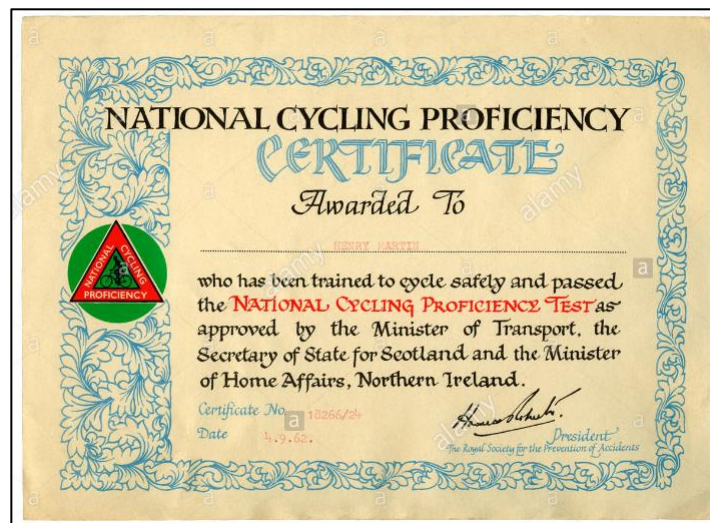 NATIONAL CYCLING PROFICIENCY
CERTIFICATE
Awarded To
HENRY MARTIN
NATIONAL CYCLING PROFICIENCY
who has been trained to cycle safely and passed
the NATIONAL CYCLING PROFICIENCY TEST as
approved by the Minister of Transport, the
Secretary of State for Scotland and the Minister
of Home Affairs, Northern Ireland.
Certificate No. 18266/24
Date 4.9.62.
President
The Royal Society for the Prevention of Accidents
a alamy